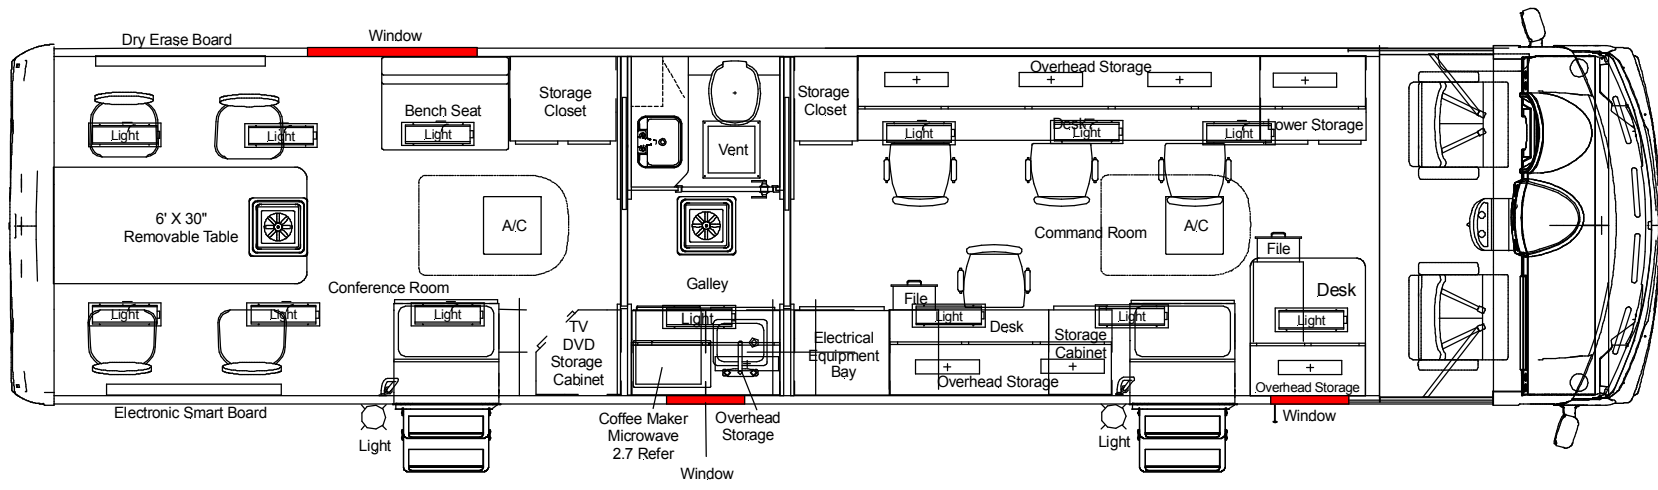 Dry Erase Board
Window
Bench Seat
Storage
Closet
Vent
Storage
Closet
Overhead Storage
Desk
Lower Storage
Light
Light
Light
Light
Light
Light
6' X 30"
Removable Table
A/C
Galley
Command Room
A/C
File
Desk
Conference Room
Light
Light
Light
TV
DVD
Storage
Cabinet
Light
Electrical
Equipment
Bay
File
Light
Desk
Storage
Cabinet
Light
Light
Overhead Storage
Overhead Storage
Electronic Smart Board
Light
Coffee Maker
Microwave
2.7 Refer
Overhead
Storage
Window
Light
Window